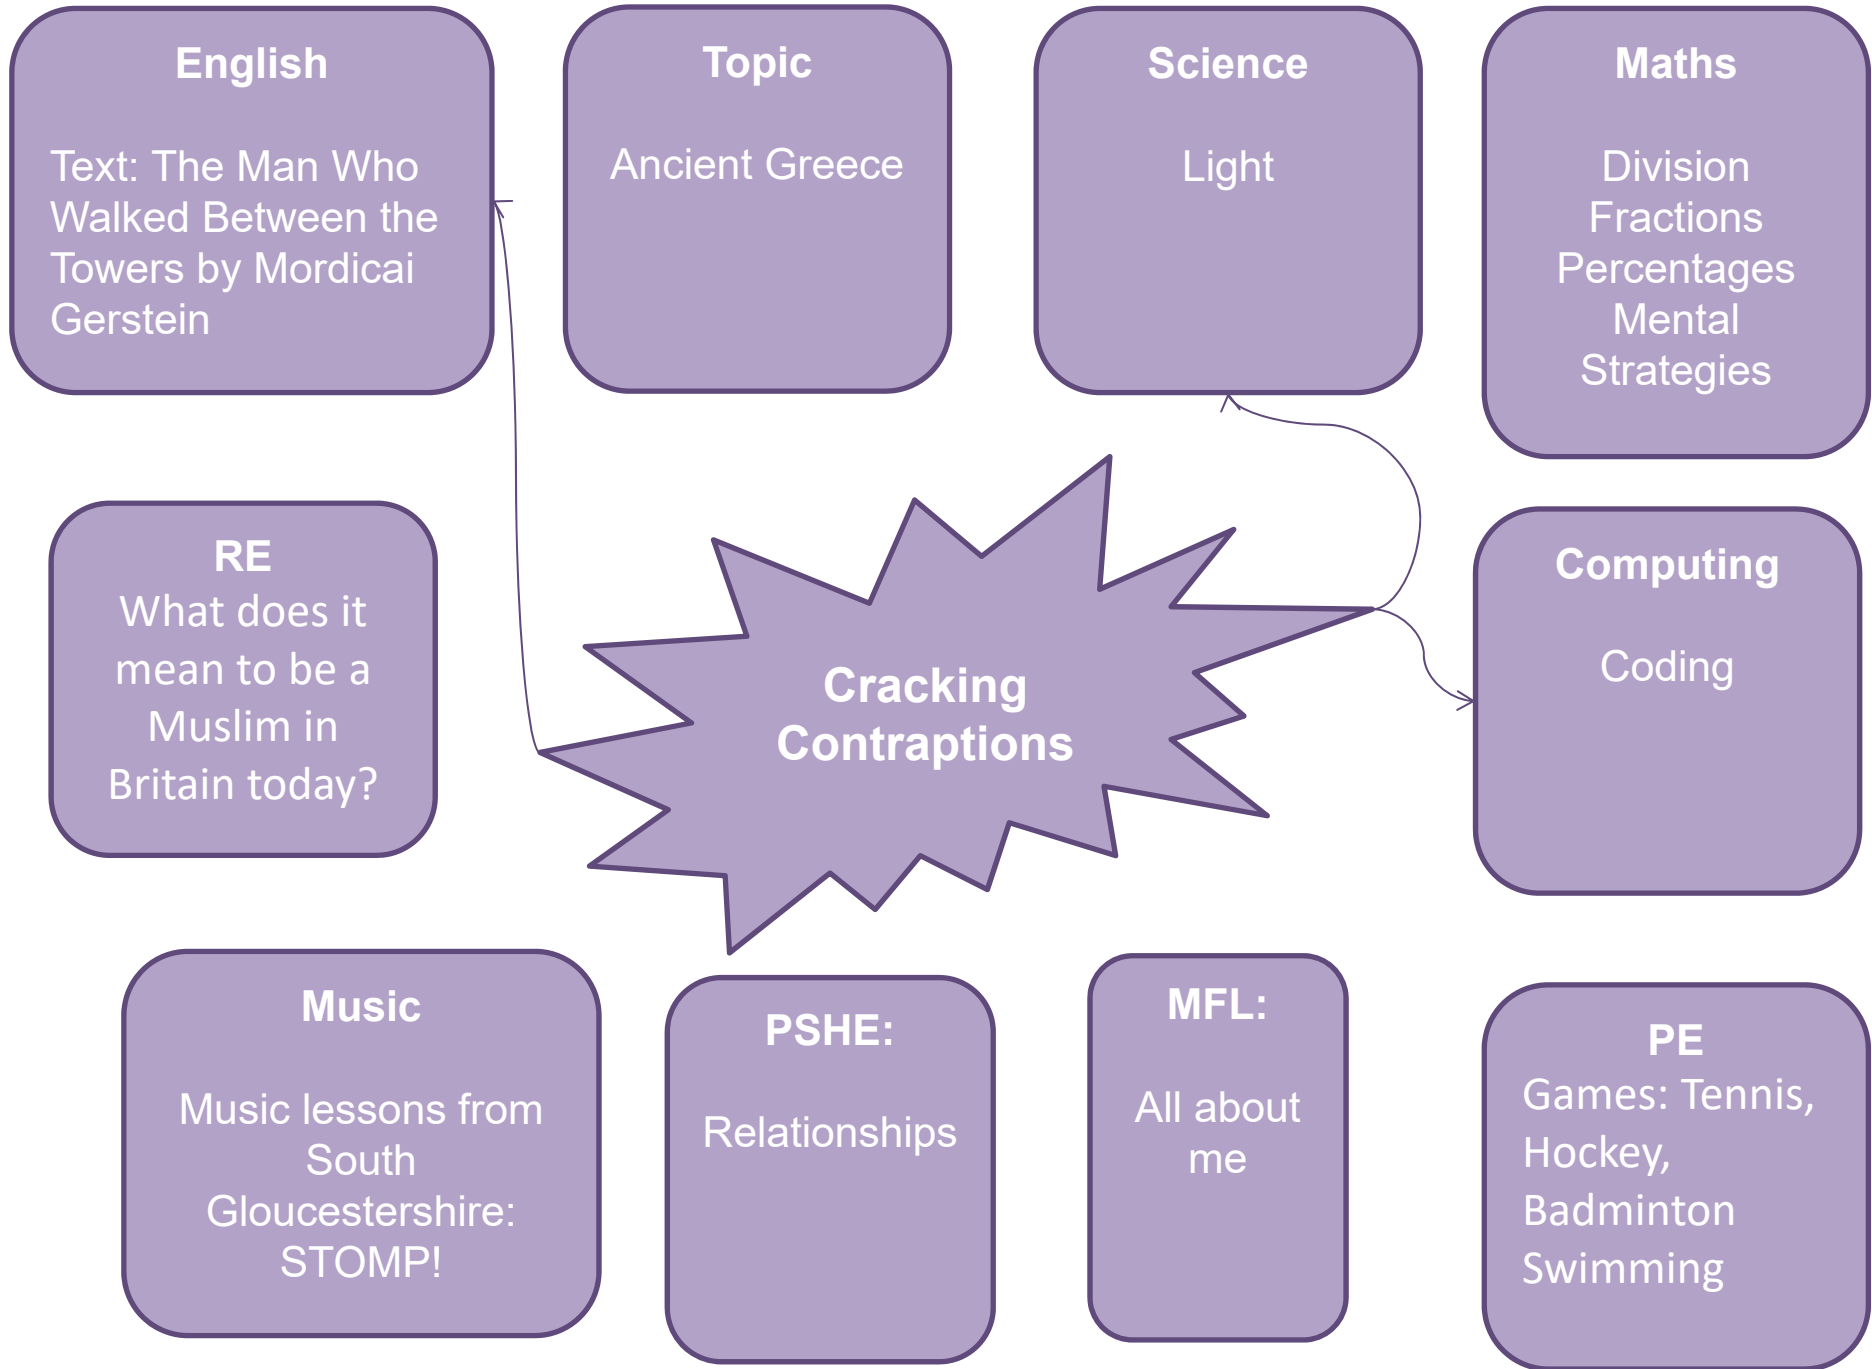 English
Text: The Man Who
Walked Between the
Towers by Mordicai
Gerstein
Topic
Ancient Greece
Science
Light
Maths
Division
Fractions
Percentages
Mental
Strategies
RE
What does it
mean to be a
Muslim in
Britain today?
Cracking
Contraptions
Computing
Coding
Music
Music lessons from
South
Gloucestershire:
STOMP!
PSHE:
Relationships
MFL:
All about
me
PE
Games: Tennis,
Hockey,
Badminton
Swimming